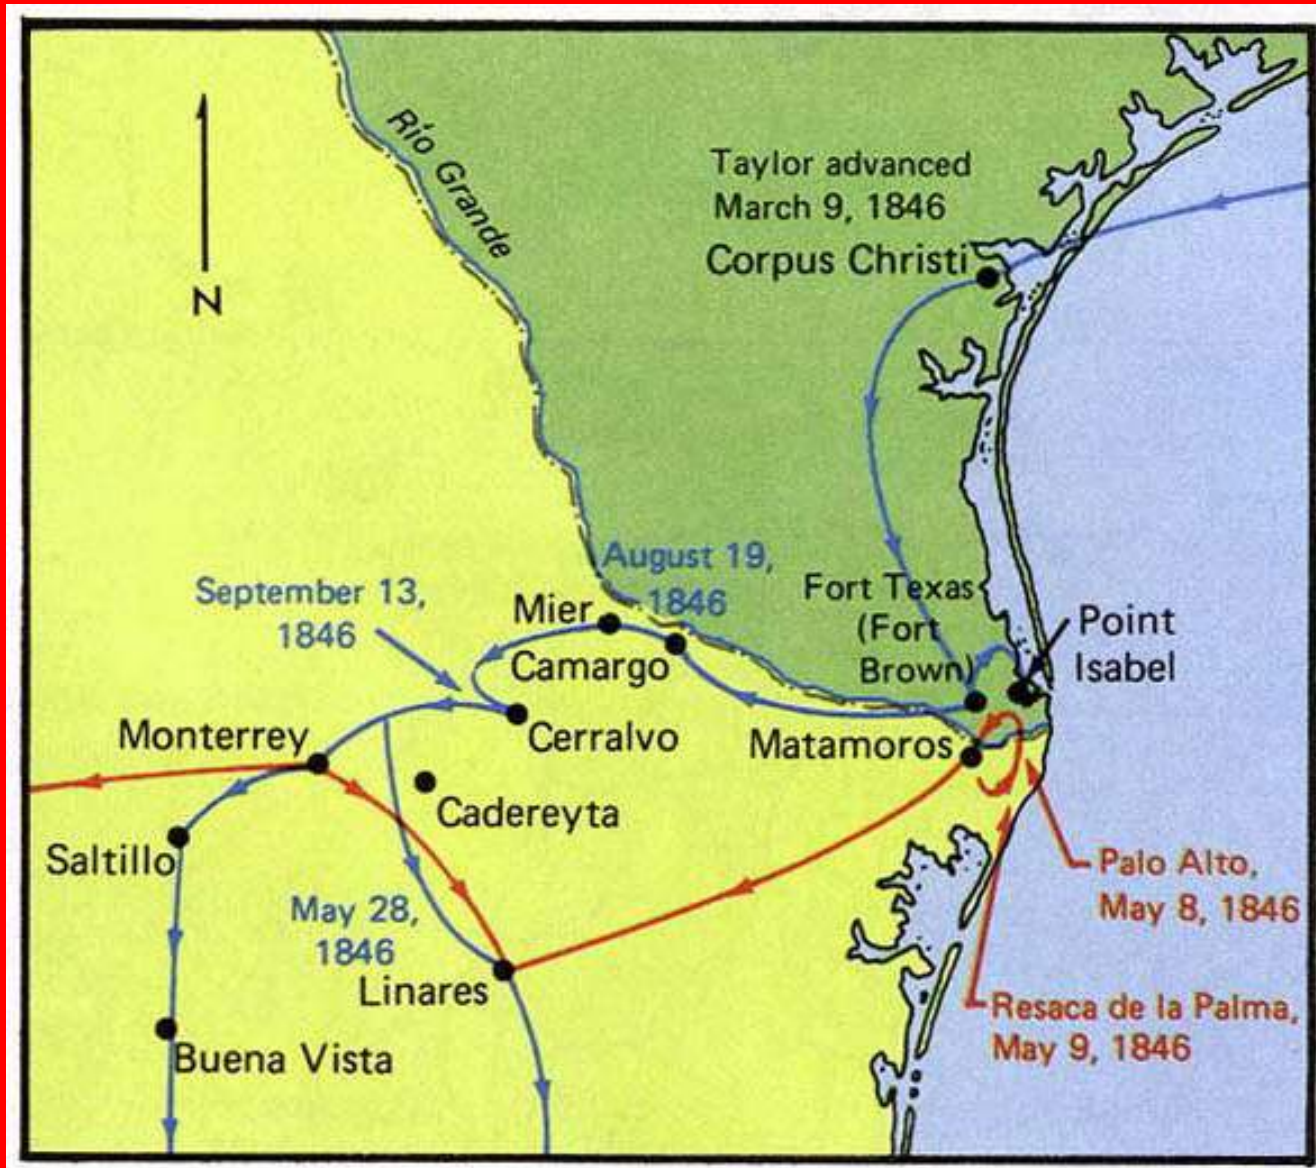 Río Grande
N
Taylor advanced
March 9, 1846
Corpus Christi
August 19,
1846
September 13,
1846
Mier
Camargo
Fort Texas
(Fort
Brown)
Point
Isabel
Monterrey
Cerralvo
Matamoros
Cadereyta
Saltillo
May 28,
1846
Linares
Buena Vista
Palo Alto,
May 8, 1846
Resaca de la Palma,
May 9, 1846